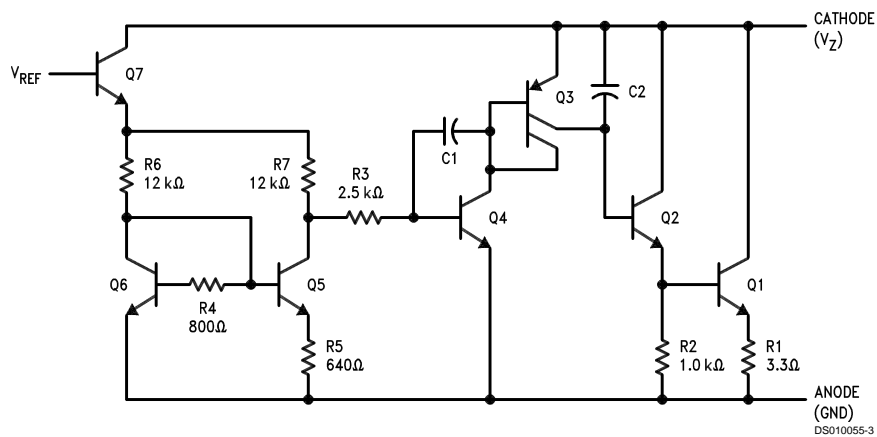 CATHODE
(VZ)
VREF
Q7
Q3
C2
R6
12 kΩ
R7
12 kΩ
R3
2.5 kΩ
C1
Q4
Q2
Q6
R4
800Ω
Q5
Q1
R5
640Ω
R2
1.0 kΩ
R1
3.3Ω
ANODE
(GND)
DS010055-3